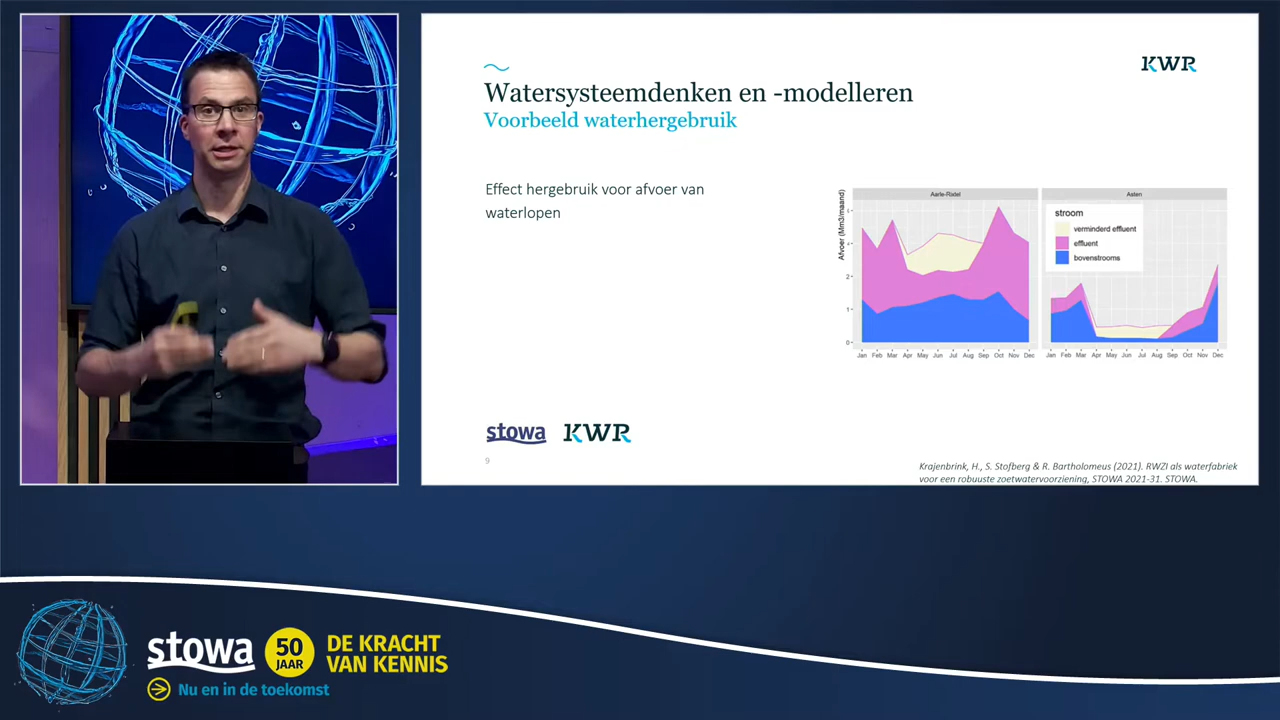 KWR
Watersysteemdenken en -modelleren
Voorbeeld waterhergebruik
Effect hergebruik voor afvoer van
waterlopen
Aarle-Rixtel
Asten
Afvoer (Mm3/maand)
stroom
verminderd effluent
effluent
bovenstrooms
2
1
0
Jan Feb Mar Apr May Jun Jul Aug Sep Oct Nov Dec
Jan Feb Mar Apr May Jun Jul Aug Sep Oct Nov Dec
stowa KWR
9
Krajenbrink, H., S. Stofberg & R. Bartholomeus (2021). RWZI als waterfabriek
voor een robuuste zoetwatervoorziening, STOWA 2021-31. STOWA.
stowa
50
JAAR
DE KRACHT
VAN KENNIS
Nu en in de toekomst